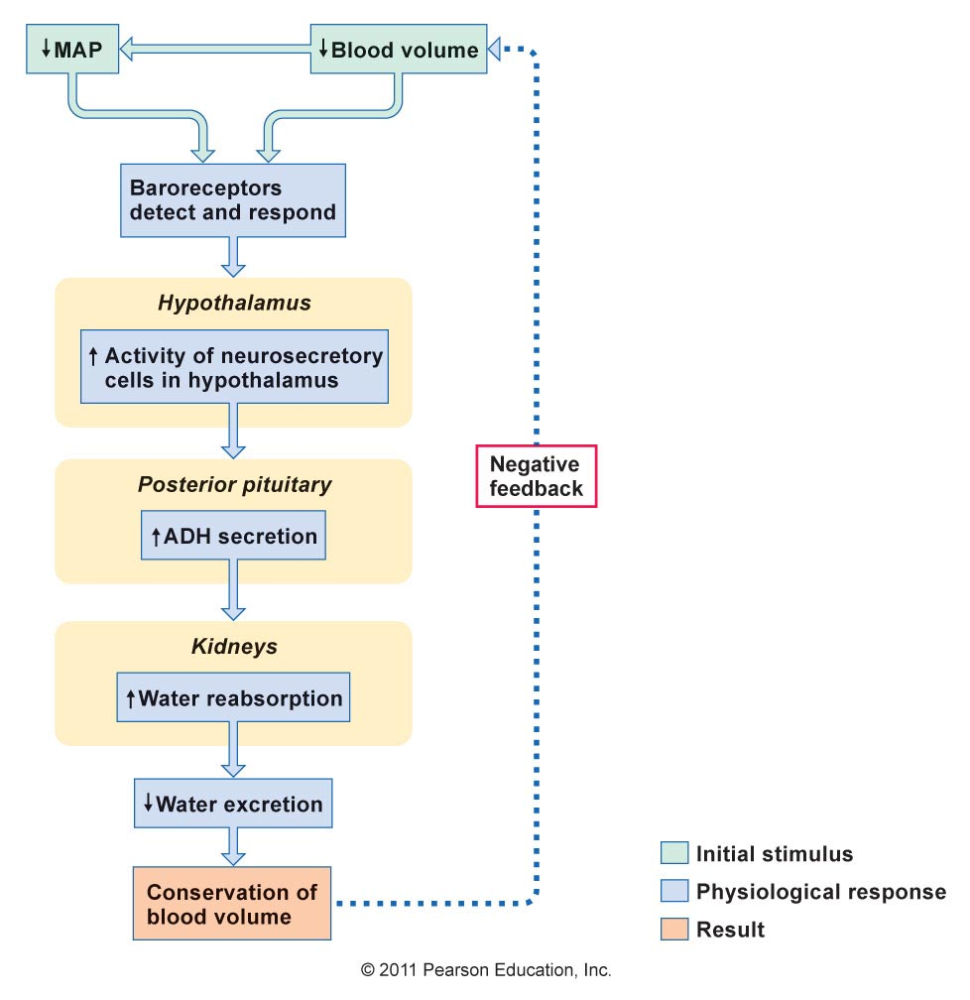 ↓MAP
↓Blood volume
Baroreceptors
detect and respond
Hypothalamus
↑ Activity of neurosecretory
cells in hypothalamus
Posterior pituitary
↑ADH secretion
Negative
feedback
Kidneys
↑Water reabsorption
↓Water excretion
Conservation of
blood volume
Initial stimulus
Physiological response
Result
© 2011 Pearson Education, Inc.